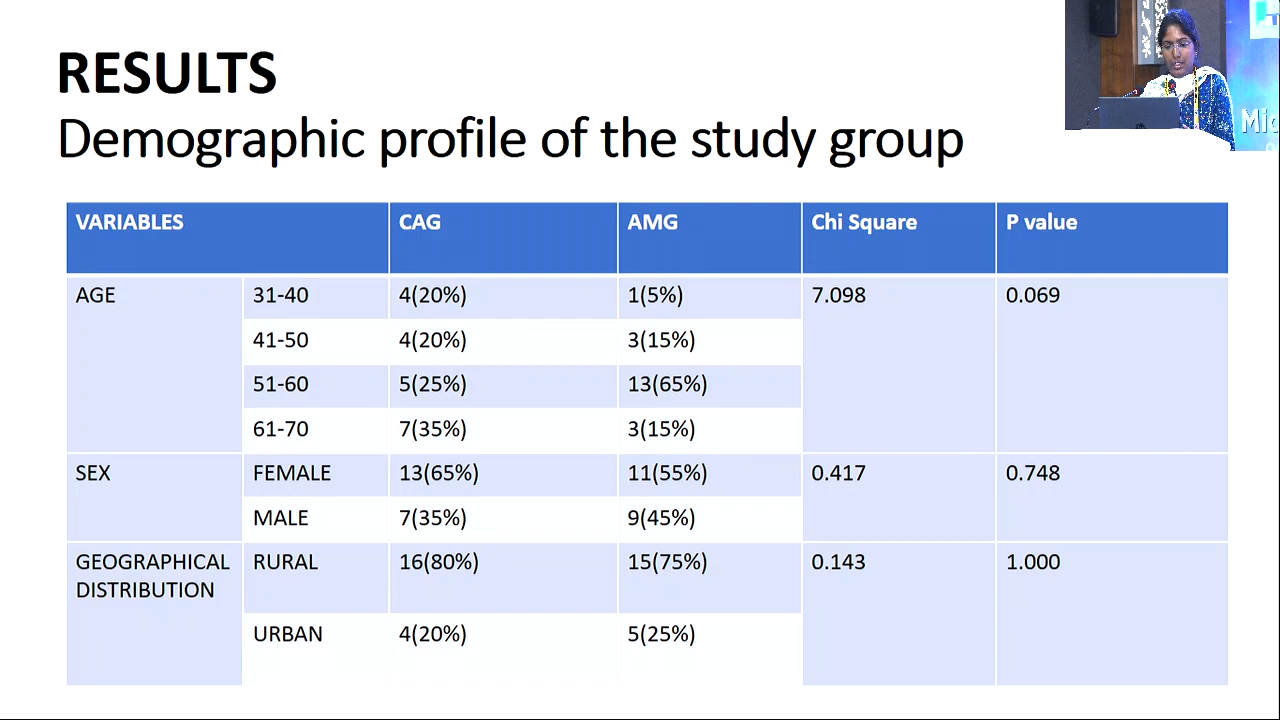 RESULTS
Demographic profile of the study group
VARIABLES CAG AMG Chi Square P value
AGE 31-40 4(20%) 1(5%) 7.098 0.069
41-50 4(20%) 3(15%)
51-60 5(25%) 13(65%)
61-70 7(35%) 3(15%)
SEX FEMALE 13(65%) 11(55%) 0.417 0.748
MALE 7(35%) 9(45%)
GEOGRAPHICAL DISTRIBUTION RURAL 16(80%) 15(75%) 0.143 1.000
URBAN 4(20%) 5(25%)